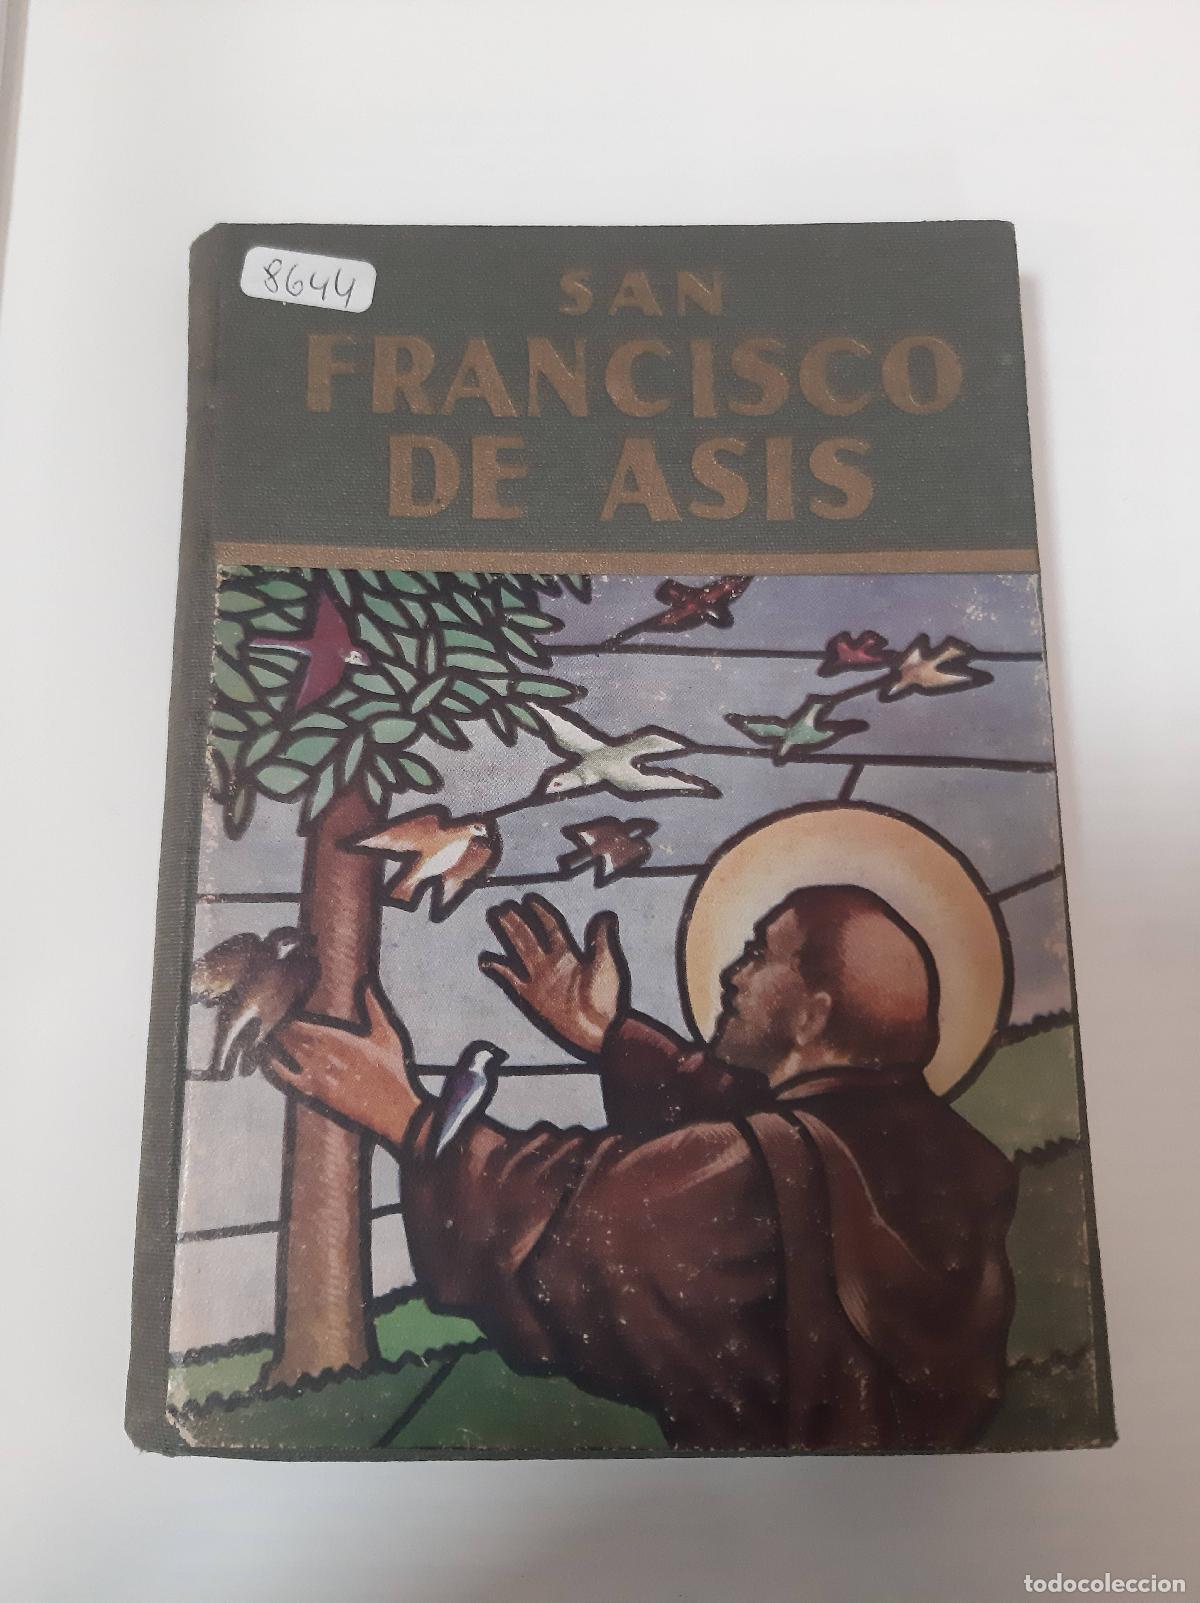 8644
SAN
FRANCISCO
DE ASIS
todocoleccion